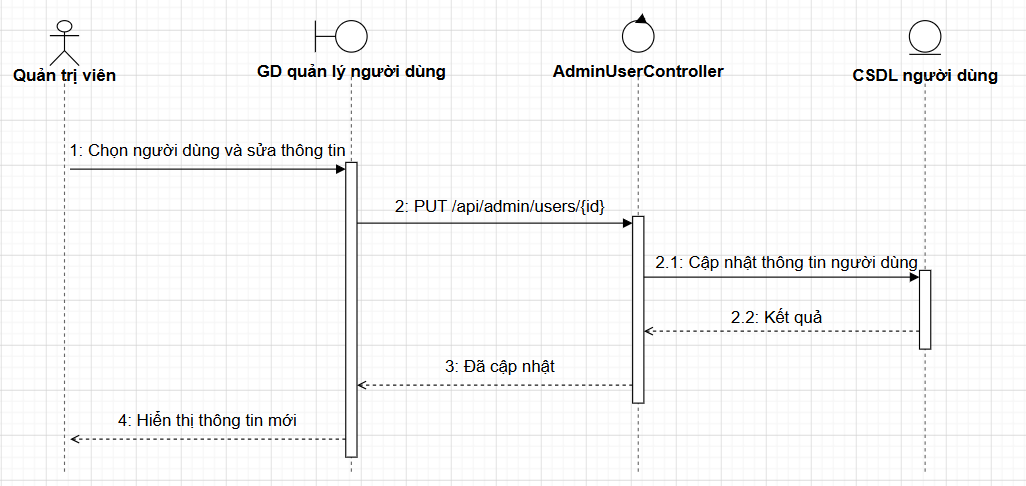 Quản trị viên
GD quản lý người dùng
AdminUserController
CSDL người dùng
1: Chọn người dùng và sửa thông tin
2: PUT /api/admin/users/{id}
2.1: Cập nhật thông tin người dùng
2.2: Kết quả
3: Đã cập nhật
4: Hiển thị thông tin mới